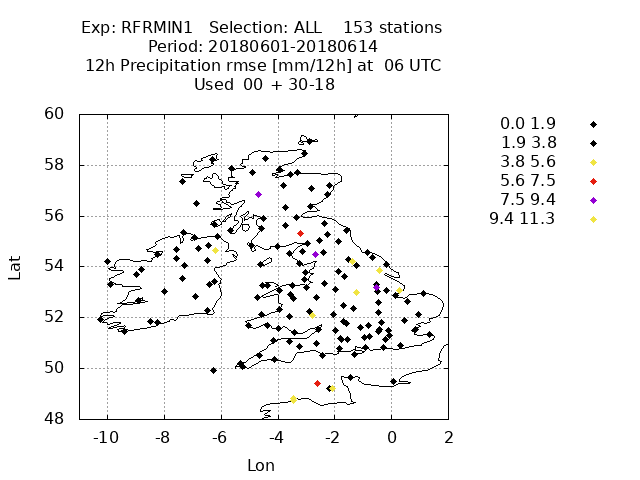 Exp: RFRMIN1 Selection: ALL 153 stations
Period: 20180601-20180614
12h Precipitation rmse [mm/12h] at 06 UTC
Used 00 + 30-18
0.0 1.9
1.9 3.8
3.8 5.6
5.6 7.5
7.5 9.4
9.4 11.3
60
58
56
54
52
50
48
Lat
-10 -8 -6 -4 -2 0 2
Lon